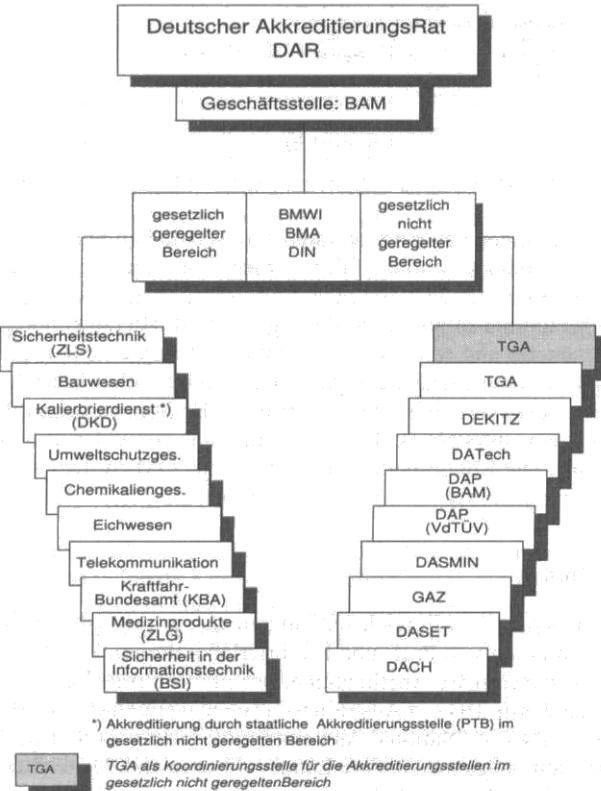 Deutscher AkkreditierungsRat
DAR
Geschäftsstelle: BAM
gesetzlich
geregelter
Bereich
BMWI
BMA
DIN
gesetzlich
nicht
geregelter
Bereich
Sicherheitstechnik
(ZLS)
Bauwesen
Kalierbrierdienst *)
(DKD)
Umweltschutzges.
Chemikalienges.
Eichwesen
Telekommunikation
Kraftfahr-
Bundesamt (KBA)
Medizinprodukte
(ZLG)
Sicherheit in der
Informationstechnik
(BSI)
TGA
TGA
DEKITZ
DATech
DAP
(BAM)
DAP
(VdTÜV)
DASMIN
GAZ
DASET
DACH
*) Akkreditierung durch staatliche Akkreditierungsstelle (PTB) im
gesetzlich nicht geregelten Bereich
TGA
TGA als Koordinierungsstelle für die Akkreditierungsstellen im
gesetzlich nicht geregeltenBereich